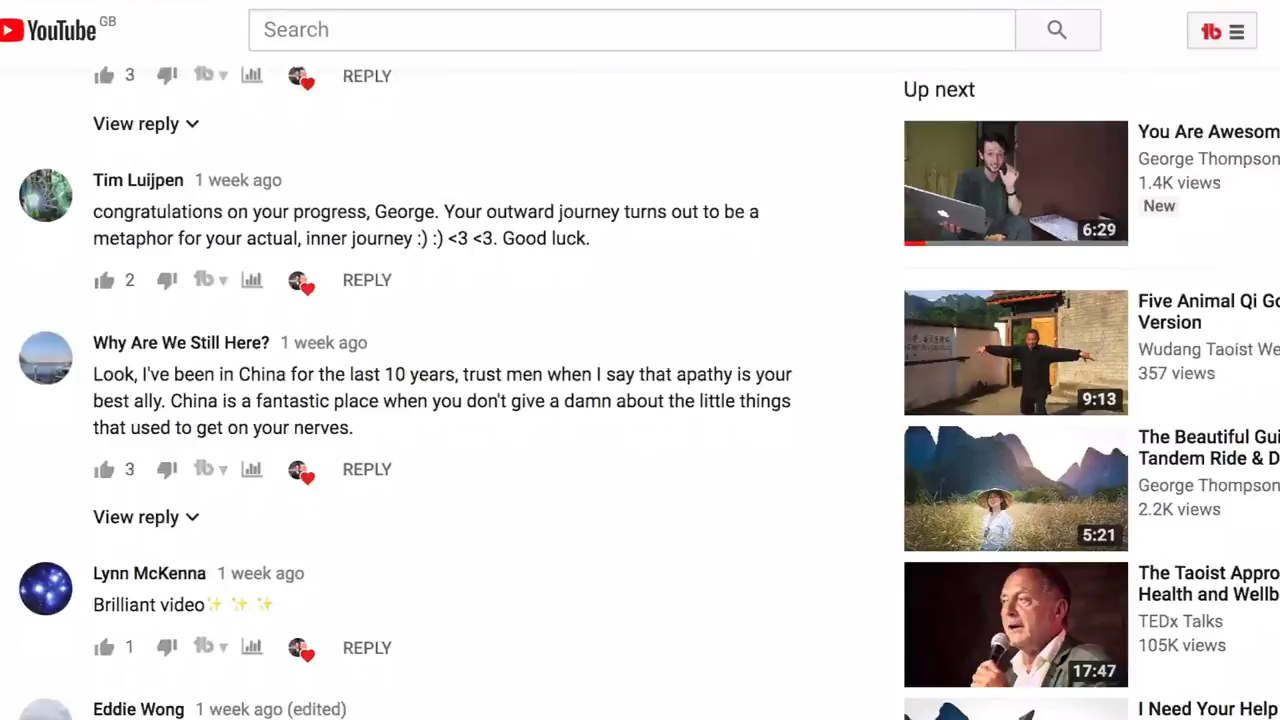 YouTube GB
Search
3 REPLY
View reply
Tim Luijpen 1 week ago
congratulations on your progress, George. Your outward journey turns out to be a
metaphor for your actual, inner journey :) :) <3 <3. Good luck.
2 REPLY
Why Are We Still Here? 1 week ago
Look, I've been in China for the last 10 years, trust men when I say that apathy is your
best ally. China is a fantastic place when you don't give a damn about the little things
that used to get on your nerves.
3 REPLY
View reply
Lynn McKenna 1 week ago
Brilliant video✨ ✨ ✨
1 REPLY
Eddie Wong 1 week ago (edited)
Up next
You Are Awesom
George Thompson
1.4K views
New
6:29
Five Animal Qi Go
Version
Wudang Taoist We
357 views
9:13
The Beautiful Gui
Tandem Ride & D
George Thompson
2.2K views
5:21
The Taoist Appro
Health and Wellb
TEDx Talks
105K views
17:47
I Need Your Help